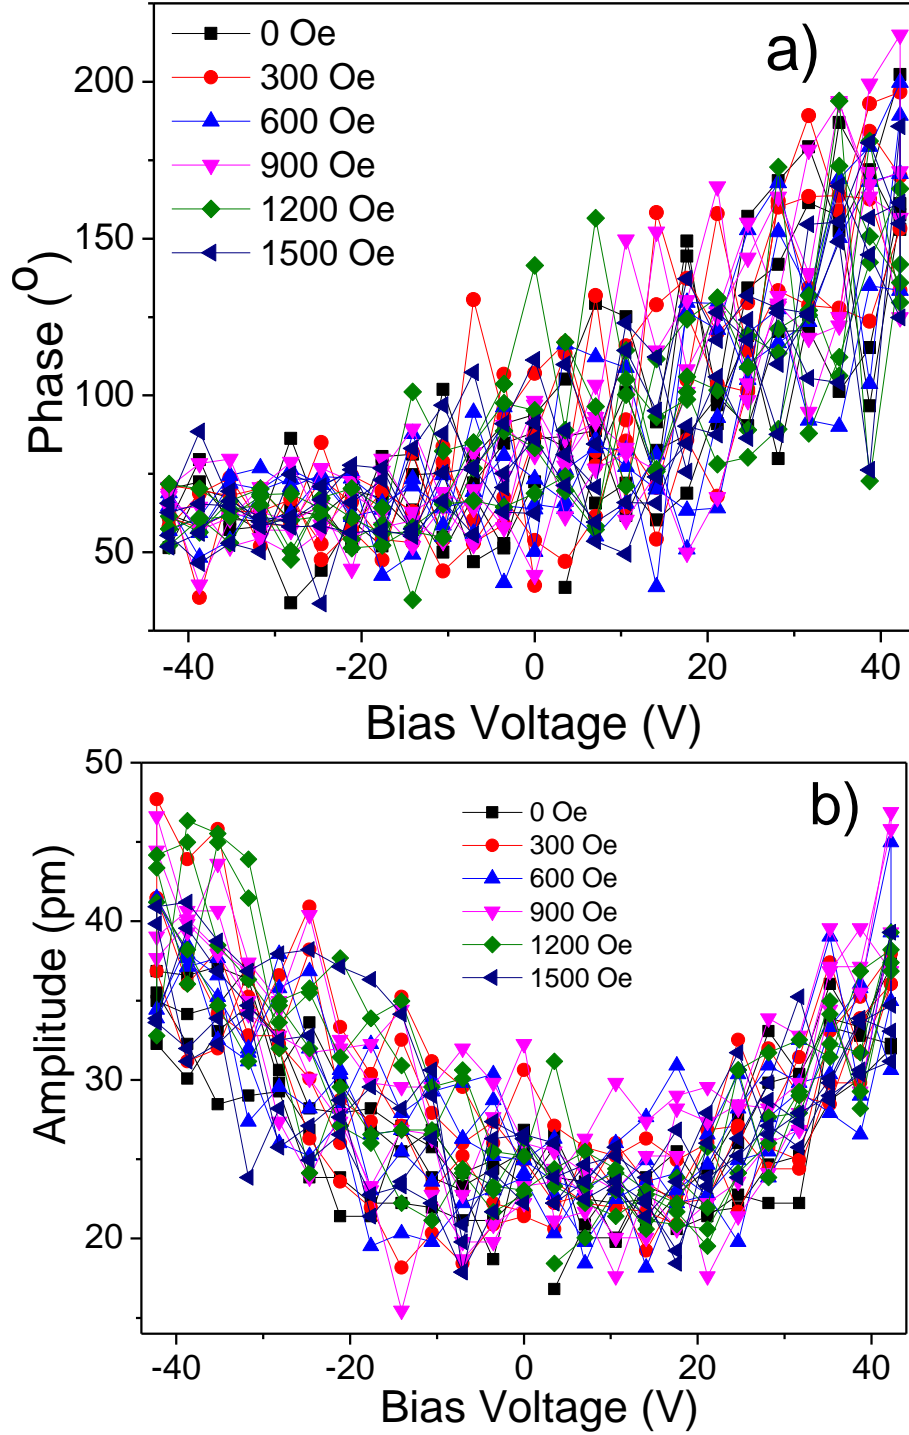 0 Oe
300 Oe
600 Oe
900 Oe
1200 Oe
1500 Oe
a)
200
150
100
50
Phase (o)
-40 -20 0 20 40
Bias Voltage (V)
50
40
30
20
Amplitude (pm)
0 Oe
300 Oe
600 Oe
900 Oe
1200 Oe
1500 Oe
b)
-40 -20 0 20 40
Bias Voltage (V)